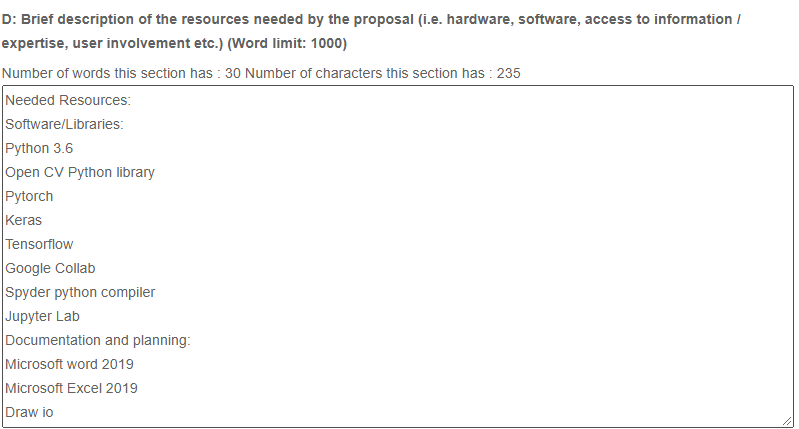 D: Brief description of the resources needed by the proposal (i.e. hardware, software, access to information /
expertise, user involvement etc.) (Word limit: 1000)
Number of words this section has : 30 Number of characters this section has : 235
Needed Resources:
Software/Libraries:
Python 3.6
Open CV Python library
Pytorch
Keras
Tensorflow
Google Collab
Spyder python compiler
Jupyter Lab
Documentation and planning:
Microsoft word 2019
Microsoft Excel 2019
Draw io